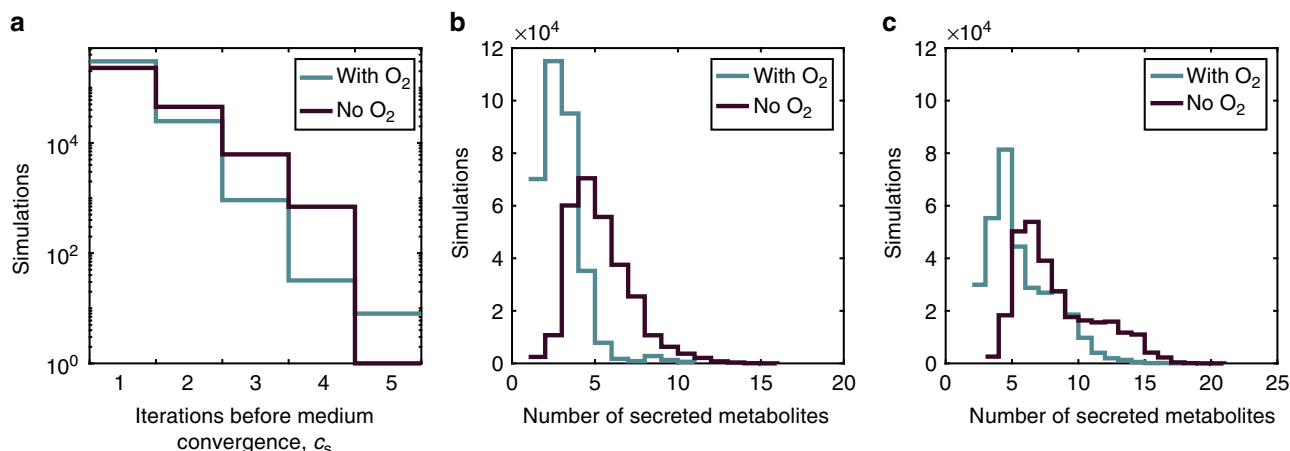 a
With O2
No O2
10^4
10^2
10^0
Simulations
1 2 3 4 5
Iterations before medium
convergence, cs
b
×10^4
12
10
8
6
4
2
0
Simulations
With O2
No O2
0 5 10 15 20
Number of secreted metabolites
c
×10^4
12
10
8
6
4
2
0
Simulations
With O2
No O2
0 5 10 15 20 25
Number of secreted metabolites